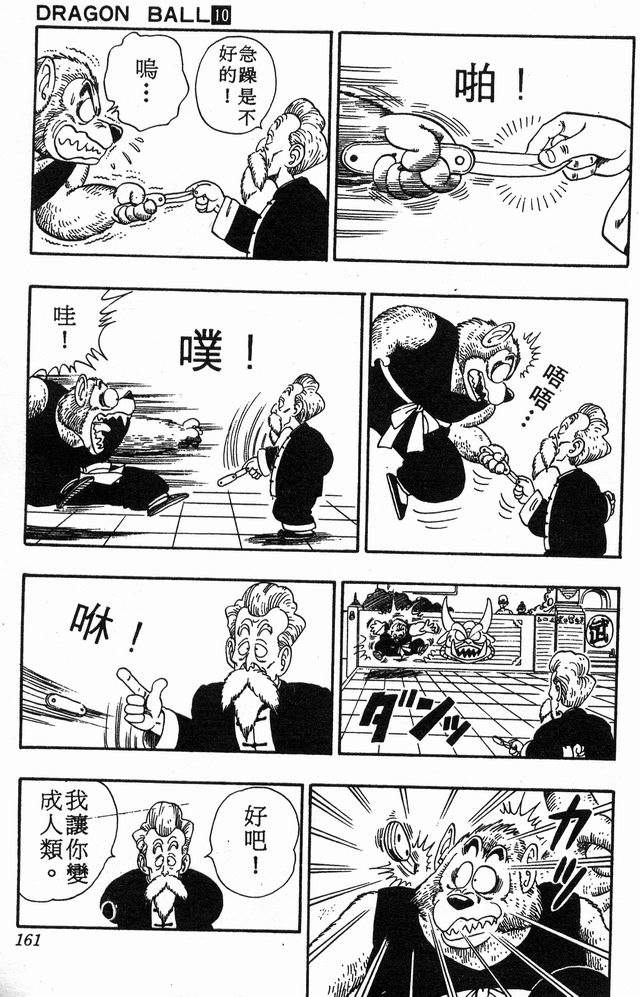 DRAGON BALL 10
啪！
急躁是不
好的！
嗚…
唔唔…
噗！
哇！
武
ダンッ
咻！
カッ
好吧！
我讓你變
成人類。
161